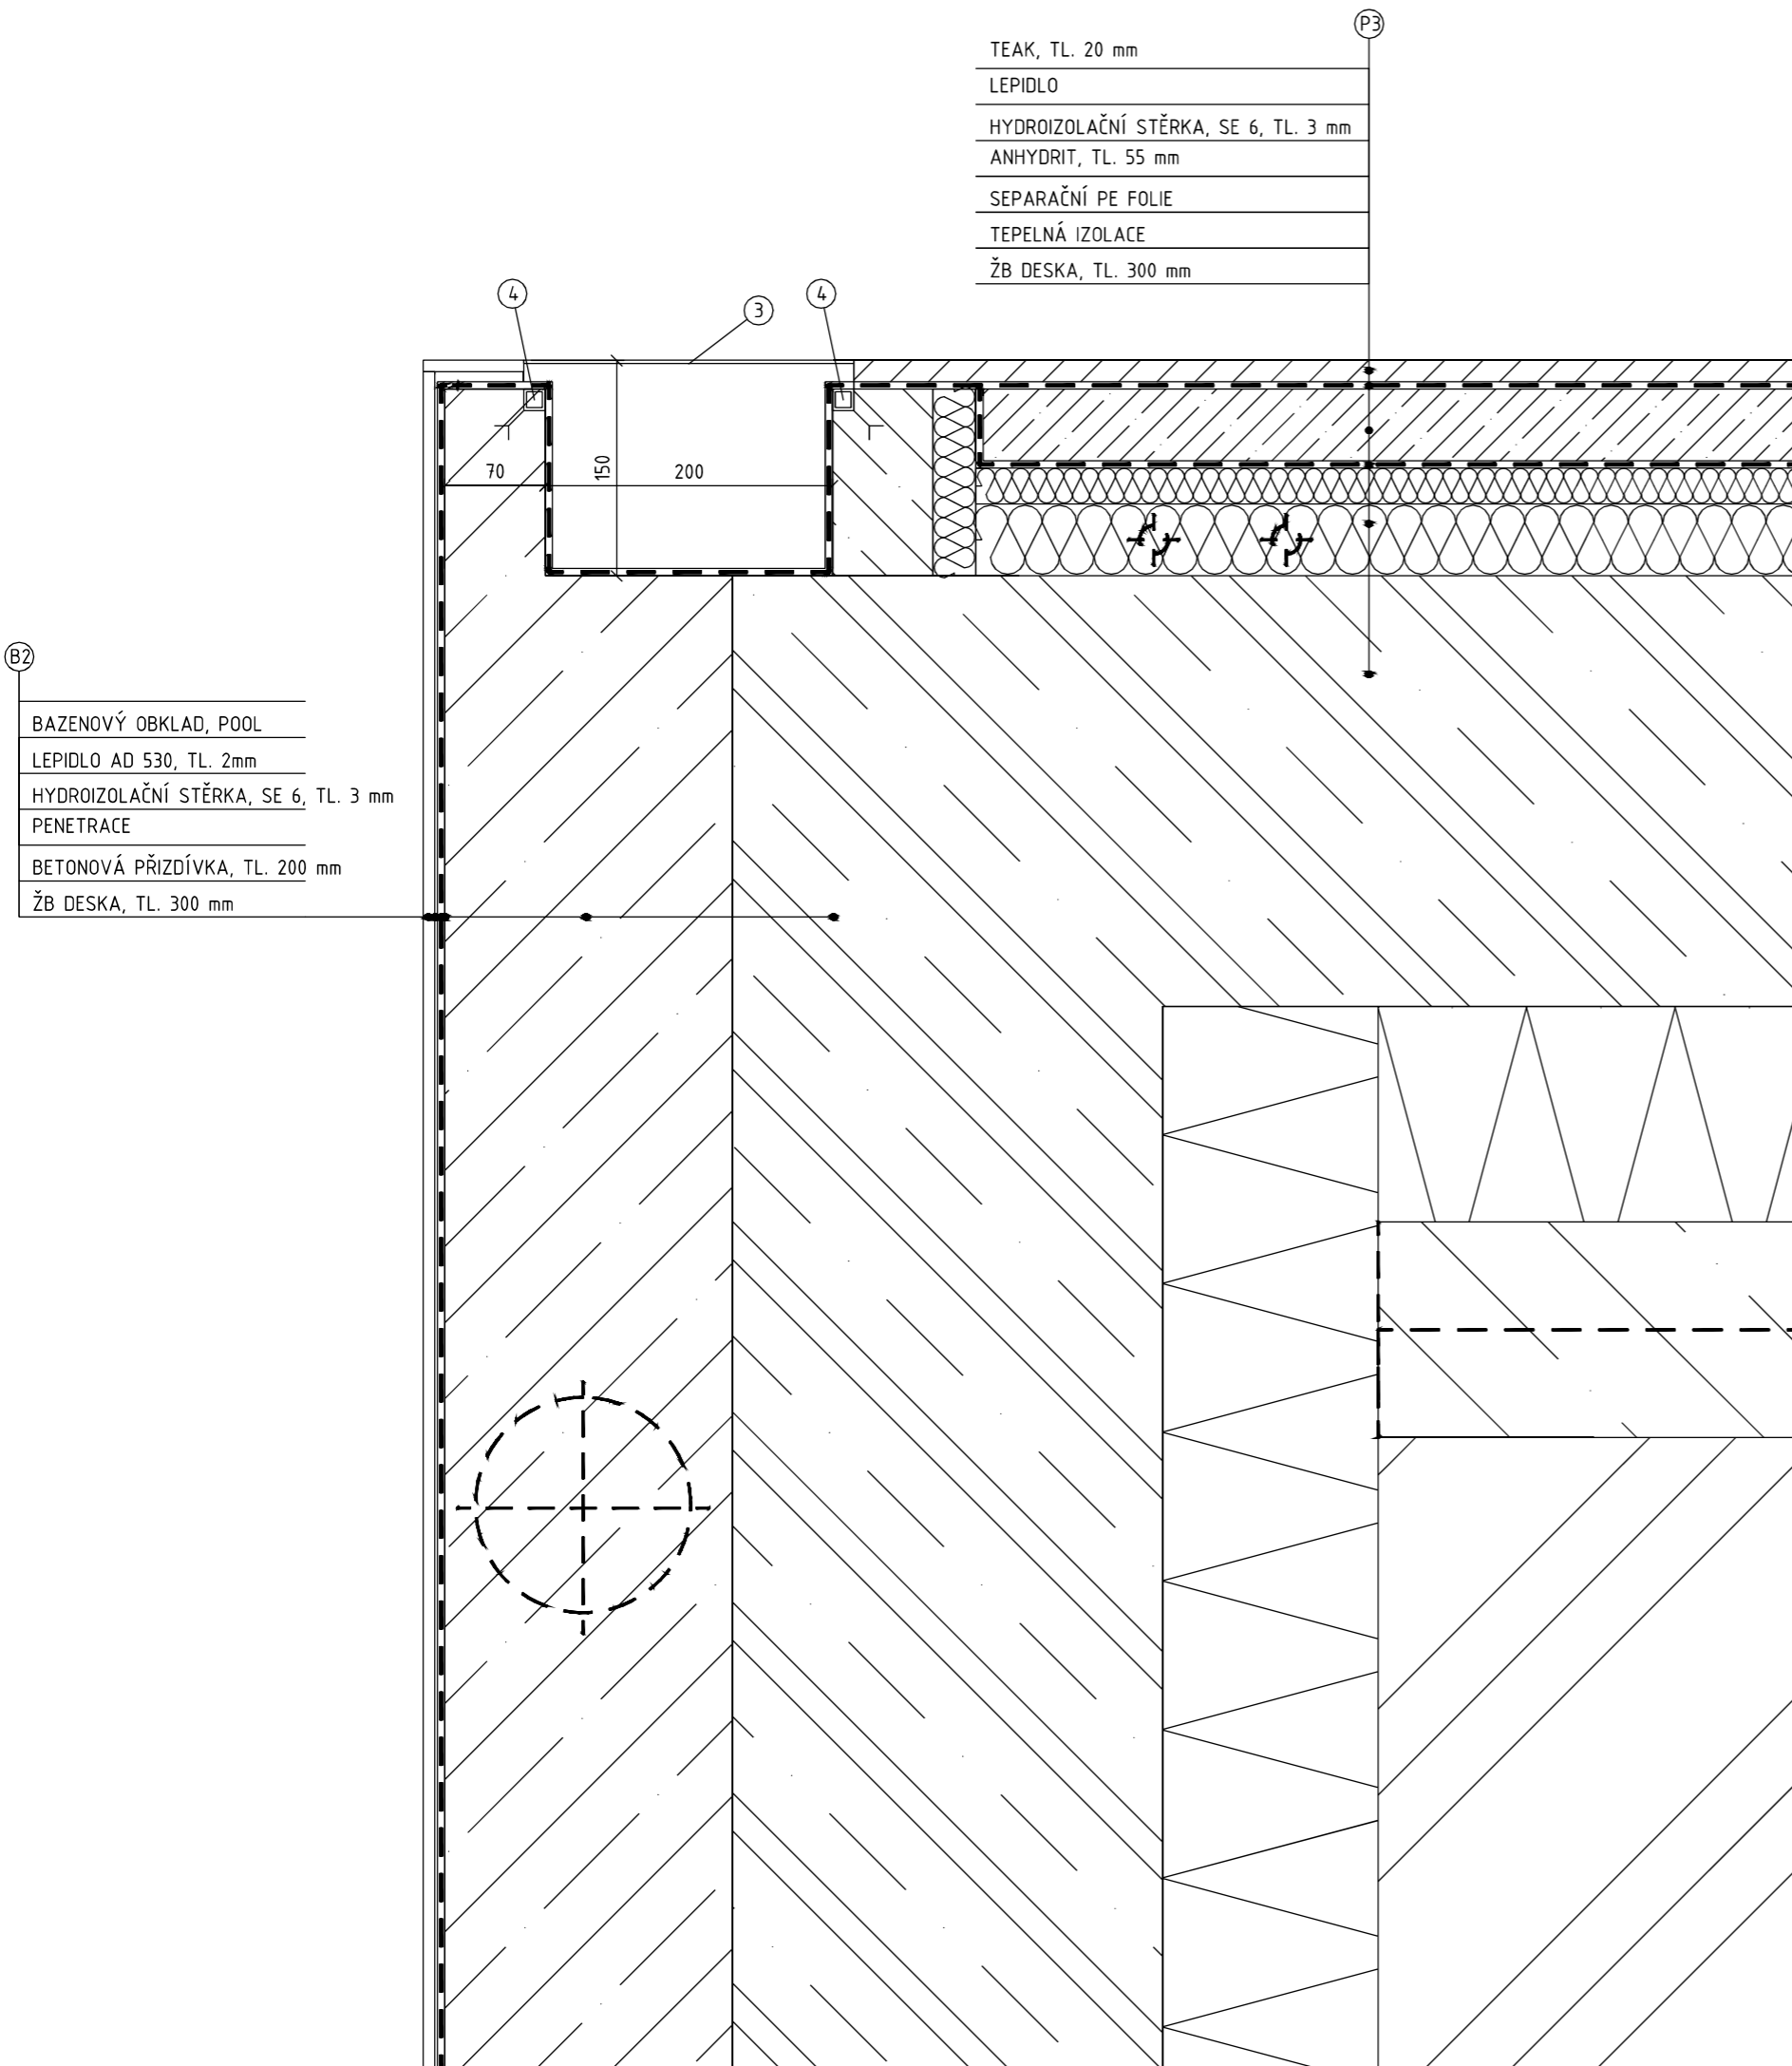 P3
TEAK, TL. 20 mm
LEPIDLO
HYDROIZOLAČNÍ STĚRKA, SE 6, TL. 3 mm
ANHYDRIT, TL. 55 mm
SEPARAČNÍ PE FOLIE
TEPELNÁ IZOLACE
ŽB DESKA, TL. 300 mm
4
3
4
70
150
200
B2
BAZENOVÝ OBKLAD, POOL
LEPIDLO AD 530, TL. 2mm
HYDROIZOLAČNÍ STĚRKA, SE 6, TL. 3 mm
PENETRACE
BETONOVÁ PŘIZDÍVKA, TL. 200 mm
ŽB DESKA, TL. 300 mm